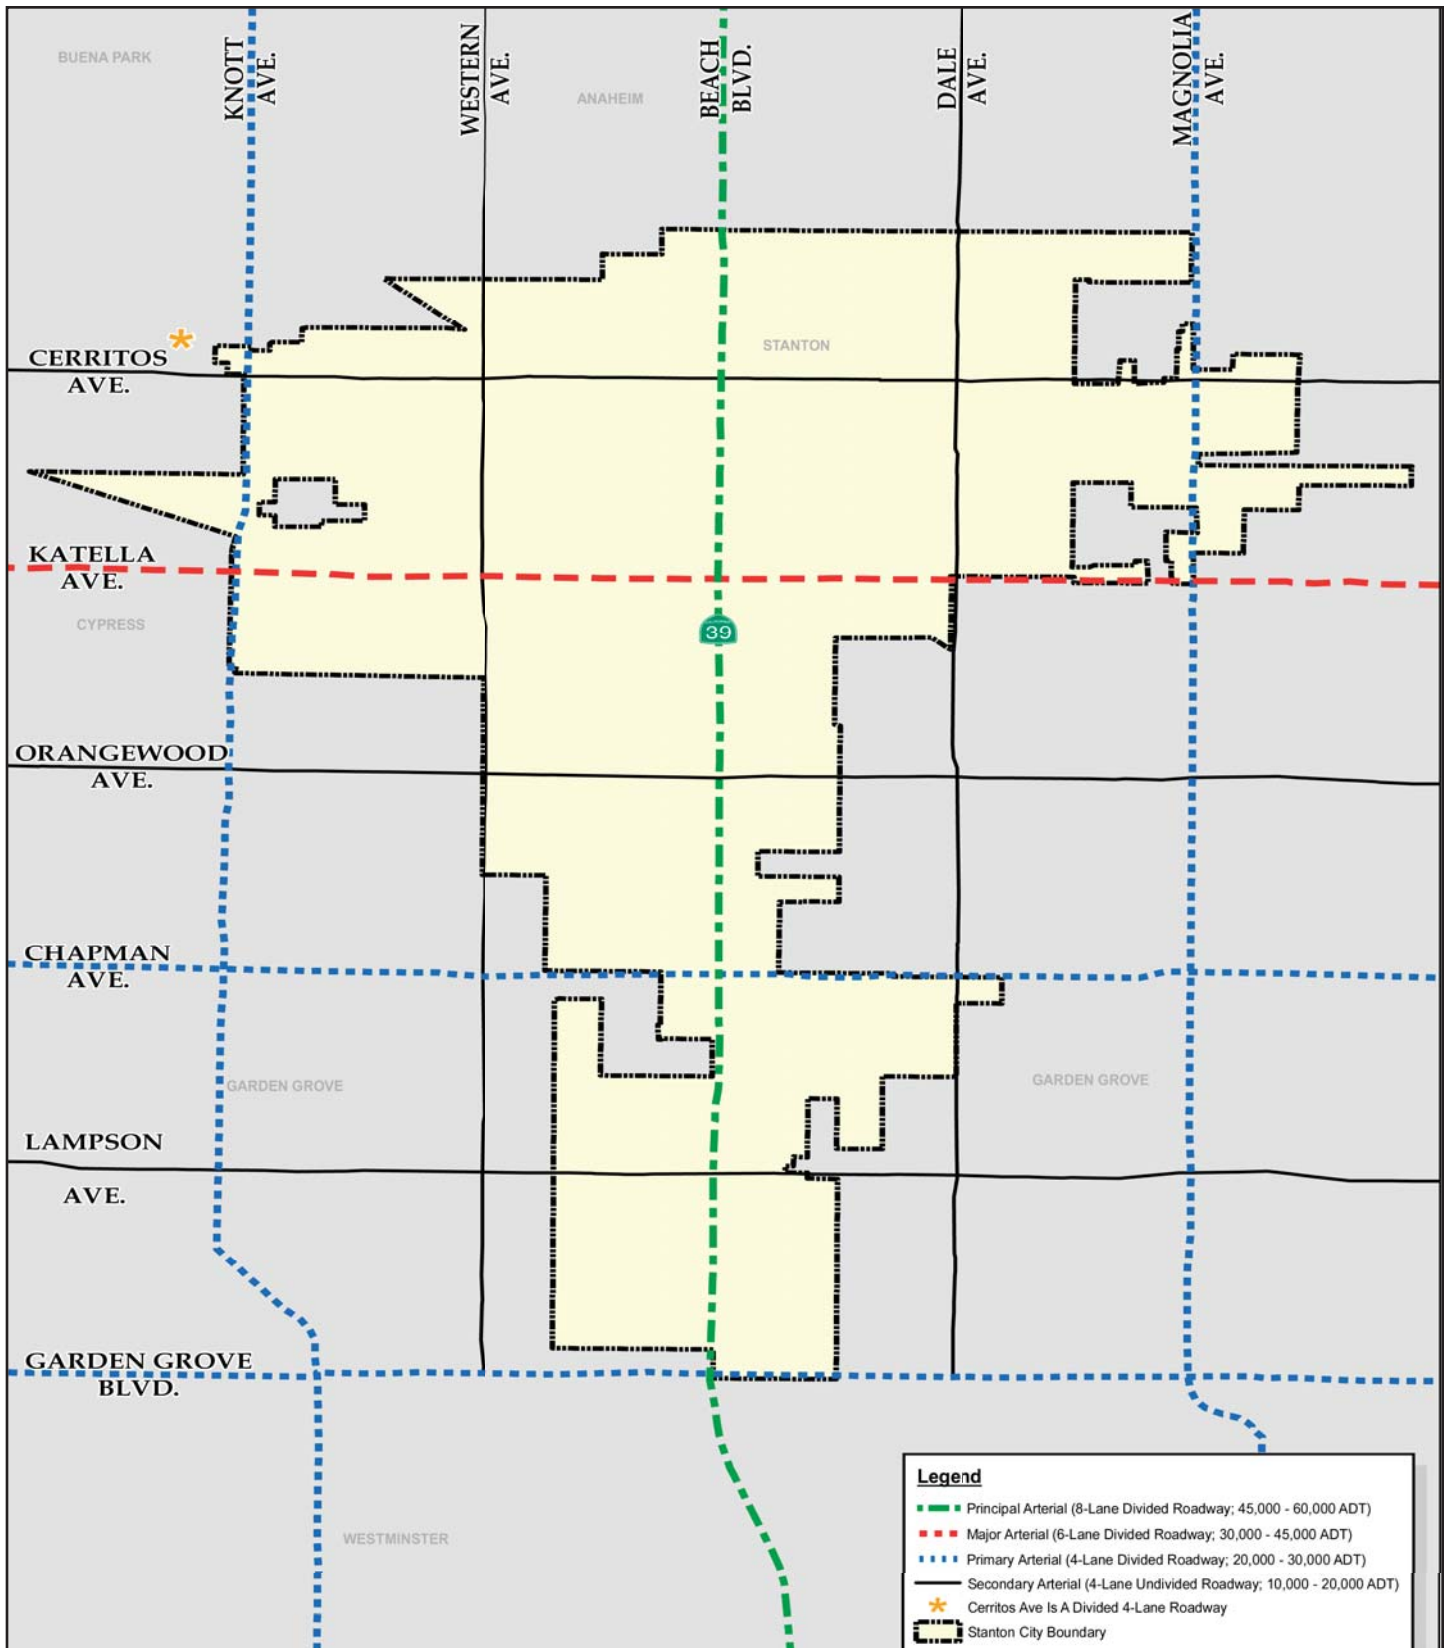 KNOTT
AVE.
WESTERN
AVE.
BEACH
BLVD.
DALE
AVE.
MAGNOLIA
AVE.
BUENA PARK
ANAHEIM
STANTON
CERRITOS
AVE.
*
KATELLA
AVE.
CYPRESS
CALIFORNIA
39
ORANGEWOOD
AVE.
CHAPMAN
AVE.
GARDEN GROVE
GARDEN GROVE
LAMPSON
AVE.
GARDEN GROVE
BLVD.
WESTMINSTER
Legend
Principal Arterial (8-Lane Divided Roadway; 45,000 - 60,000 ADT)
Major Arterial (6-Lane Divided Roadway; 30,000 - 45,000 ADT)
Primary Arterial (4-Lane Divided Roadway; 20,000 - 30,000 ADT)
Secondary Arterial (4-Lane Undivided Roadway; 10,000 - 20,000 ADT)
* Cerritos Ave Is A Divided 4-Lane Roadway
Stanton City Boundary